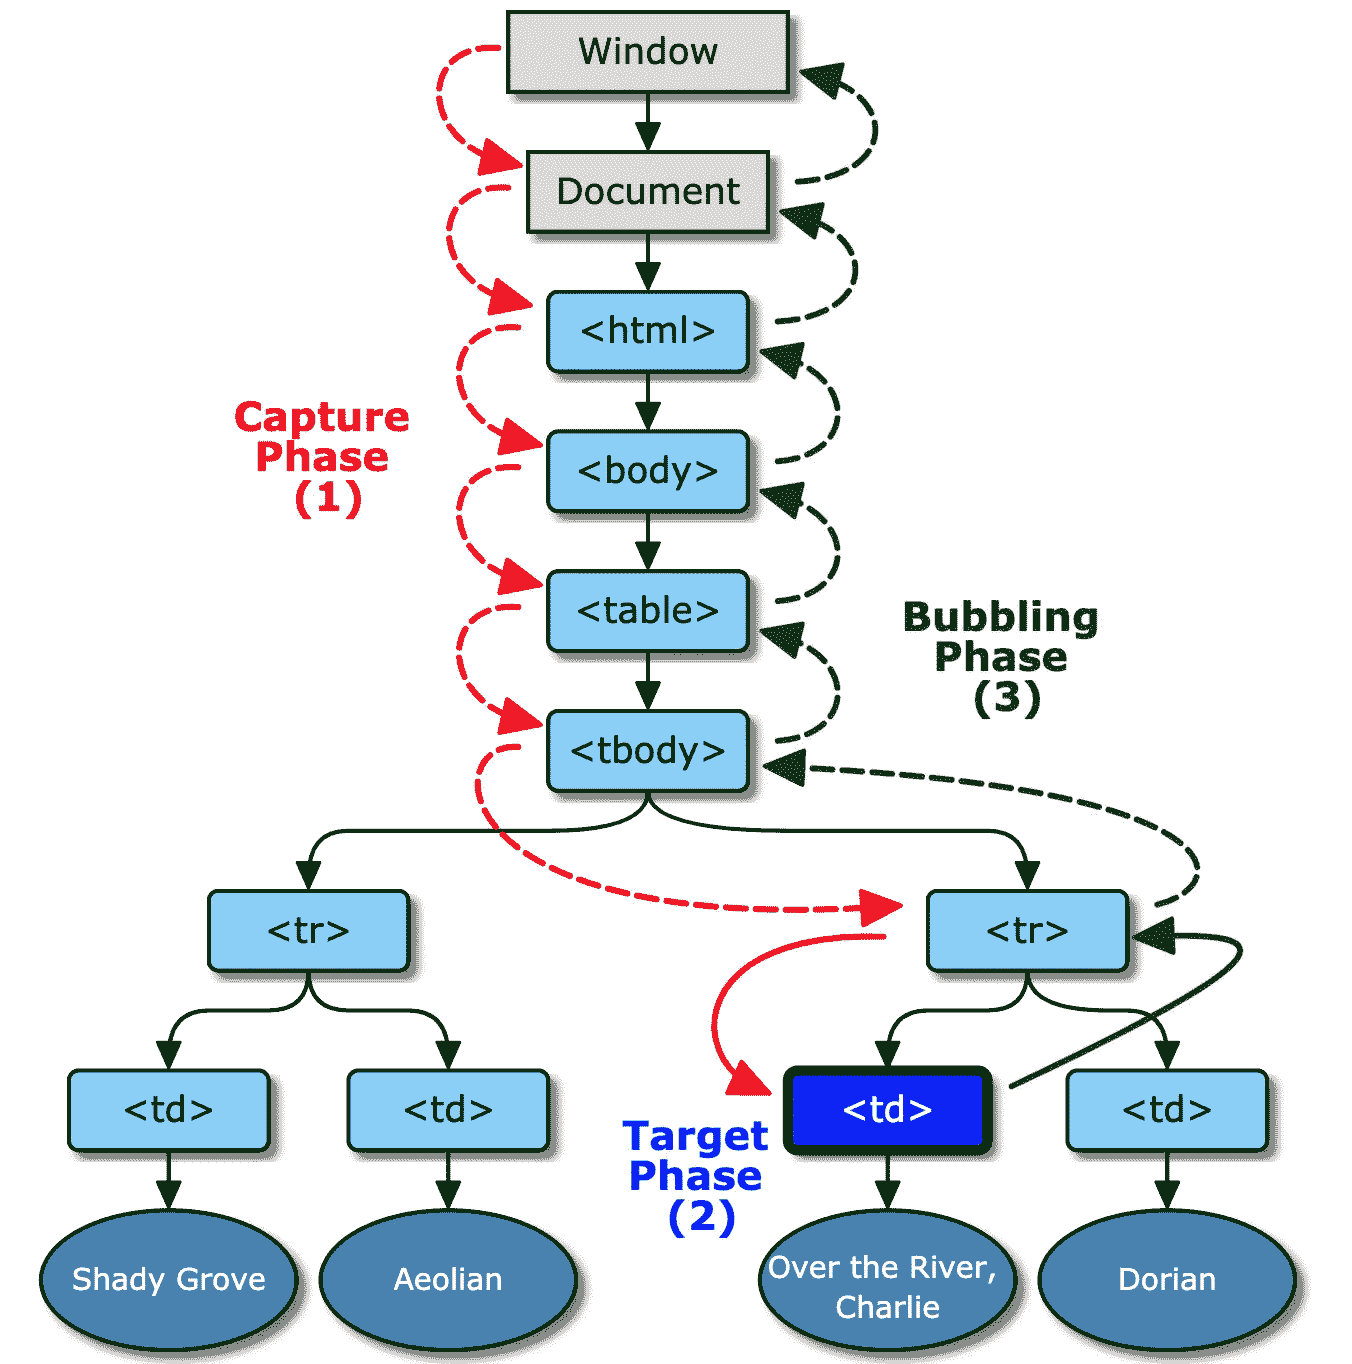 Window
Document
<html>
Capture
Phase
(1)
<body>
<table>
Bubbling
Phase
(3)
<tbody>
<tr>
<tr>
<td>
<td>
<td>
<td>
Target
Phase
(2)
Shady Grove
Aeolian
Over the River,
Charlie
Dorian